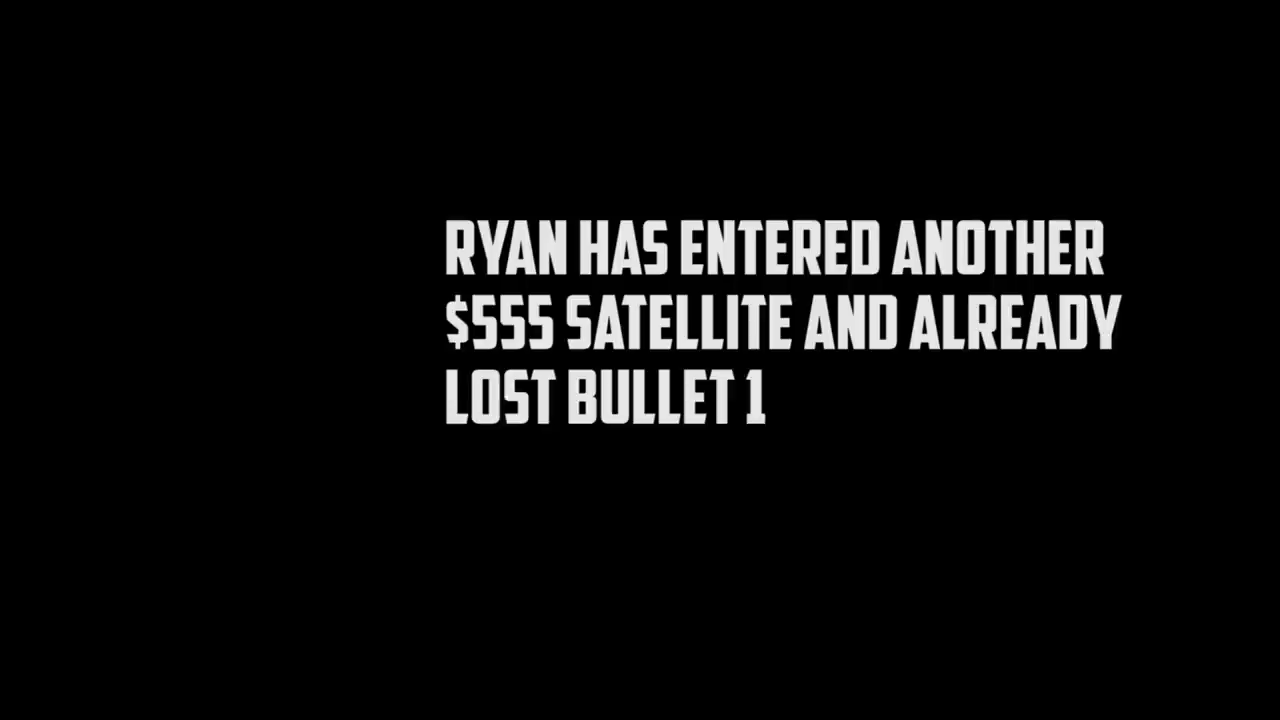 RYAN HAS ENTERED ANOTHER
$555 SATELLITE AND ALREADY
LOST BULLET 1